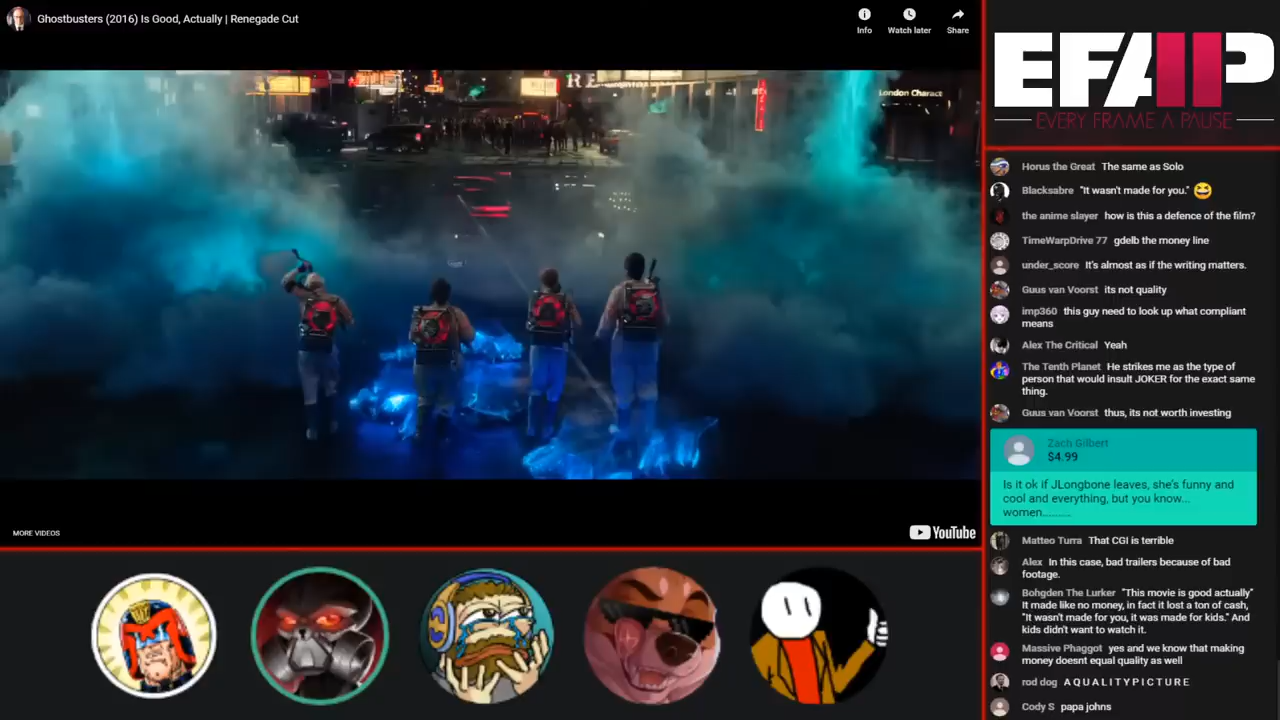 Ghostbusters (2016) Is Good, Actually | Renegade Cut
Info
Watch later
Share
London Charact
MORE VIDEOS
YouTube
EFAP
EVERY FRAME A PAUSE
Horus the Great The same as Solo
Blacksabre "It wasn't made for you." 😆
the anime slayer how is this a defence of the film?
TimeWarpDrive 77 gdelb the money line
under_score It's almost as if the writing matters.
Guus van Voorst its not quality
imp360 this guy need to look up what compliant
means
Alex The Critical Yeah
The Tenth Planet He strikes me as the type of
person that would insult JOKER for the exact same
thing.
Guus van Voorst thus, its not worth investing
Zach Gilbert
$4.99
Is it ok if JLongbone leaves, she's funny and
cool and everything, but you know...
women..........
Matteo Turra That CGI is terrible
Alex In this case, bad trailers because of bad
footage.
Bohgden The Lurker "This movie is good actually"
It made like no money, in fact it lost a ton of cash,
"It wasn't made for you, it was made for kids." And
kids didn't want to watch it.
Massive Phaggot yes and we know that making
money doesnt equal quality as well
rod dog A Q U A L I T Y P I C T U R E
Cody S papa johns